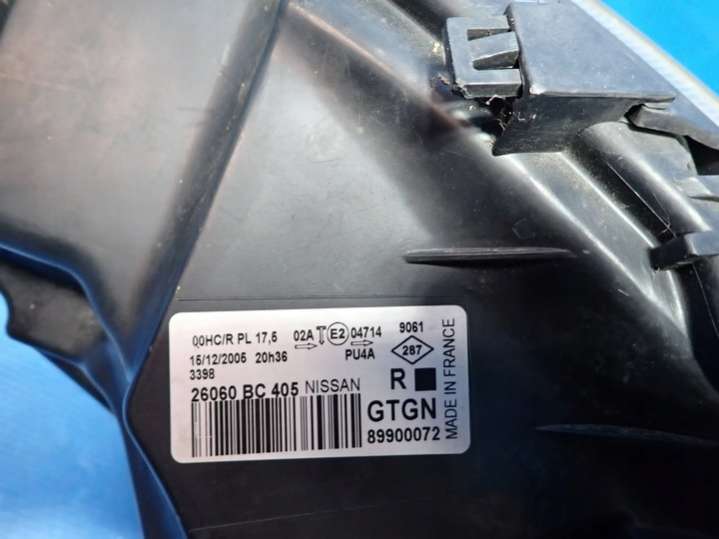 00HC/R PL 17,5 02A T E2 04714 9061
15/12/2005 20h36 PU4A 287
3398
26060 BC 405 NISSAN R
GTGN
89900072
MADE IN FRANCE